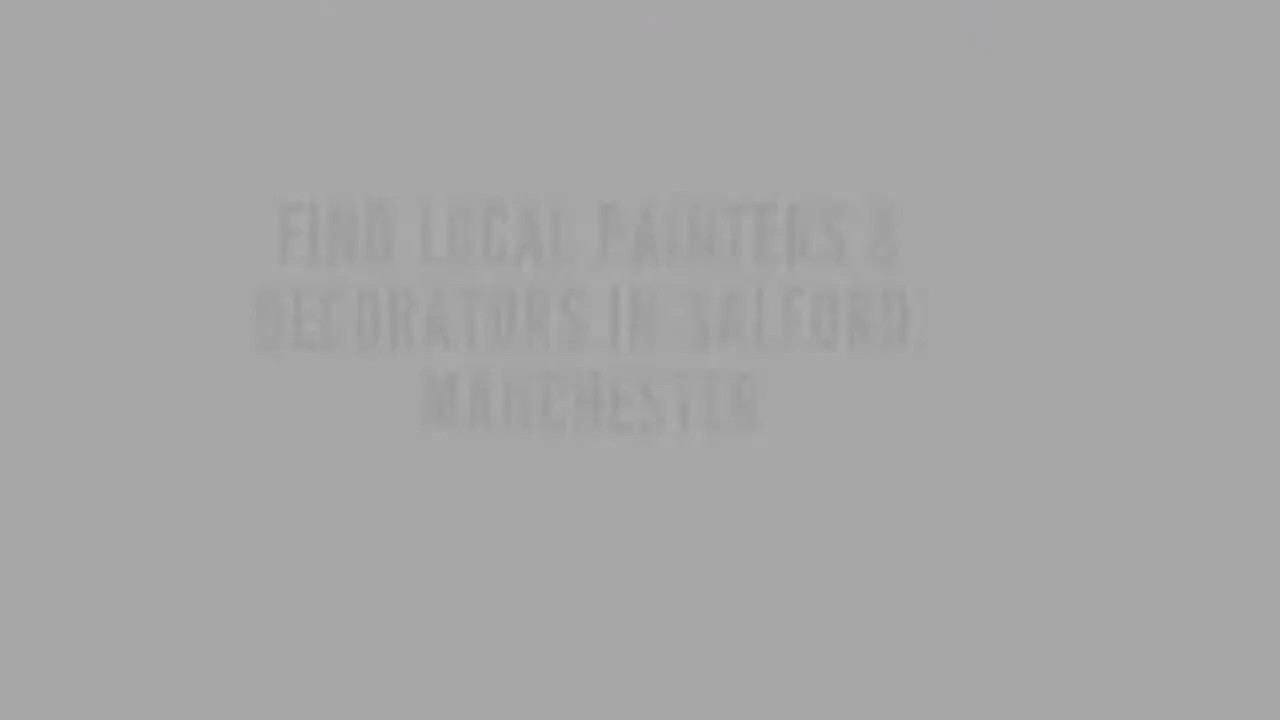 FIND LOCAL PAINTERS &
DECORATORS IN SALFORD,
MANCHESTER